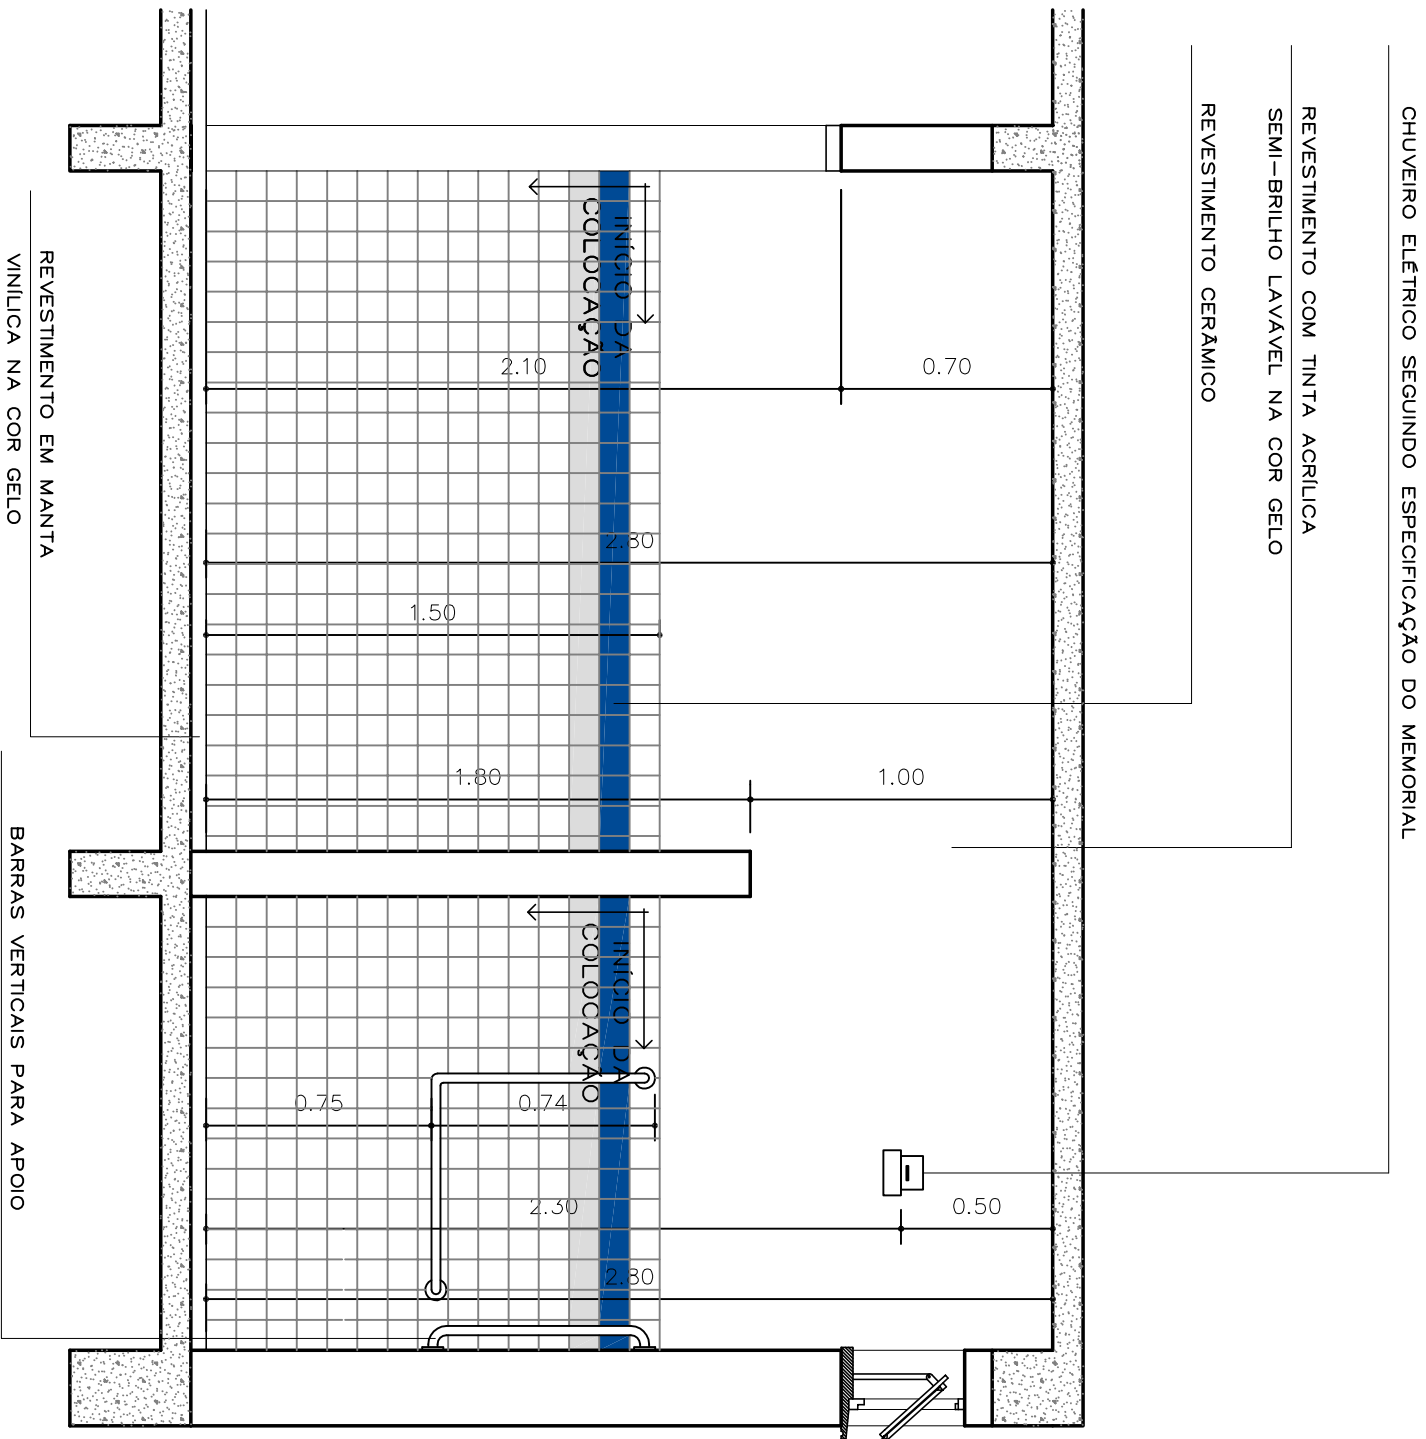 CHUVEIRO ELÉTRICO SEGUINDO ESPECIFICAÇÃO DO MEMORIAL
REVESTIMENTO COM TINTA ACRÍLICA
SEMI-BRILHO LAVÁVEL NA COR GELO
REVESTIMENTO CERÂMICO
INÍCIO DA
COLOCAÇÃO
2.10
0.70
2.80
1.50
1.80
1.00
INÍCIO DA
COLOCAÇÃO
0.75
0.74
2.30
0.50
2.80
REVESTIMENTO EM MANTA
VINÍLICA NA COR GELO
BARRAS VERTICAIS PARA APOIO